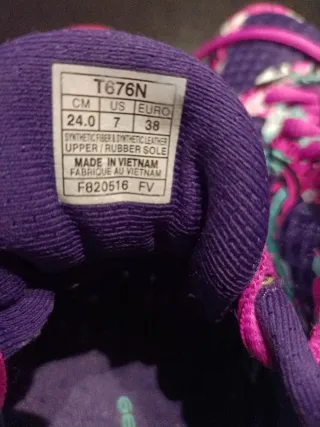 T676N
CM US EURO
24.0 7 38
SYNTHETIC FIBER & SYNTHETIC LEATHER
UPPER / RUBBER SOLE
MADE IN VIETNAM
FABRIQUE AU VIETNAM
F820516 FV